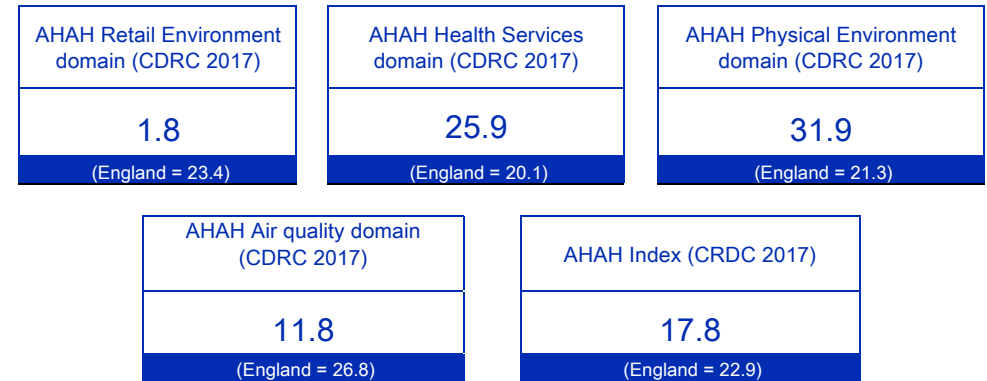 AHAH Retail Environment
domain (CDRC 2017)
1.8
(England = 23.4)
AHAH Health Services
domain (CDRC 2017)
25.9
(England = 20.1)
AHAH Physical Environment
domain (CDRC 2017)
31.9
(England = 21.3)
AHAH Air quality domain
(CDRC 2017)
11.8
(England = 26.8)
AHAH Index (CRDC 2017)
17.8
(England = 22.9)